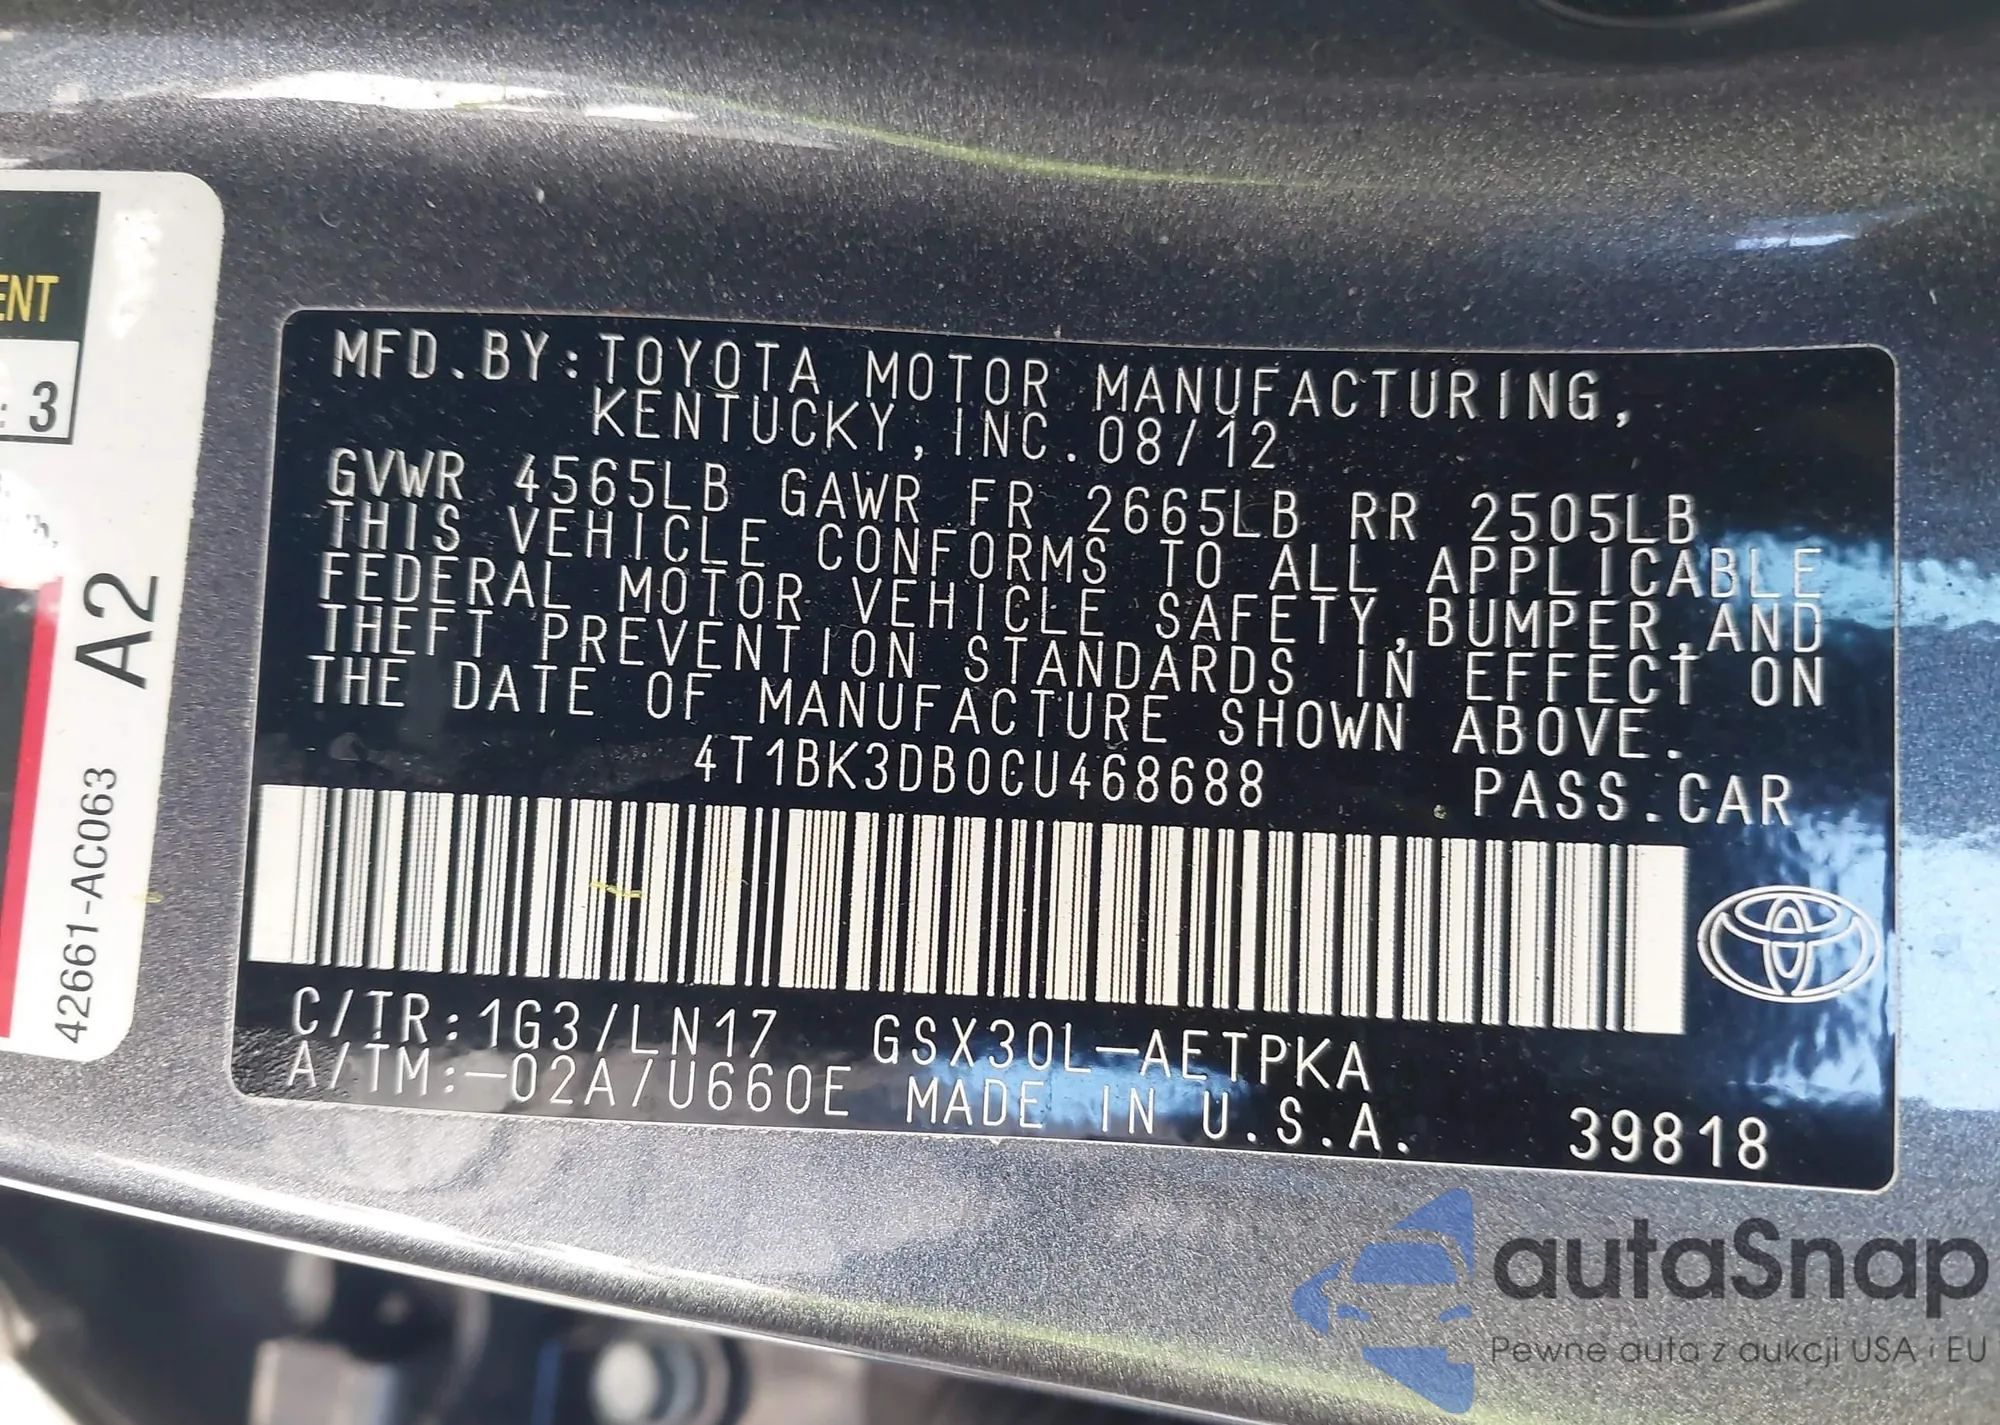 ENT
: 3
A2
42661-AC063
MFD.BY:TOYOTA MOTOR MANUFACTURING,
KENTUCKY,INC.08/12
GVWR 4565LB GAWR FR 2665LB RR 2505LB
THIS VEHICLE CONFORMS TO ALL APPLICABLE
FEDERAL MOTOR VEHICLE SAFETY,BUMPER,AND
THEFT PREVENTION STANDARDS IN EFFECT ON
THE DATE OF MANUFACTURE SHOWN ABOVE.
4T1BK3DB0CU468688 PASS.CAR
C/TR:1G3/LN17 GSX30L-AETPKA
A/TM:-02A/U660E MADE IN U.S.A. 39818
autaSnap
Pewne auta z aukcji USA i EU